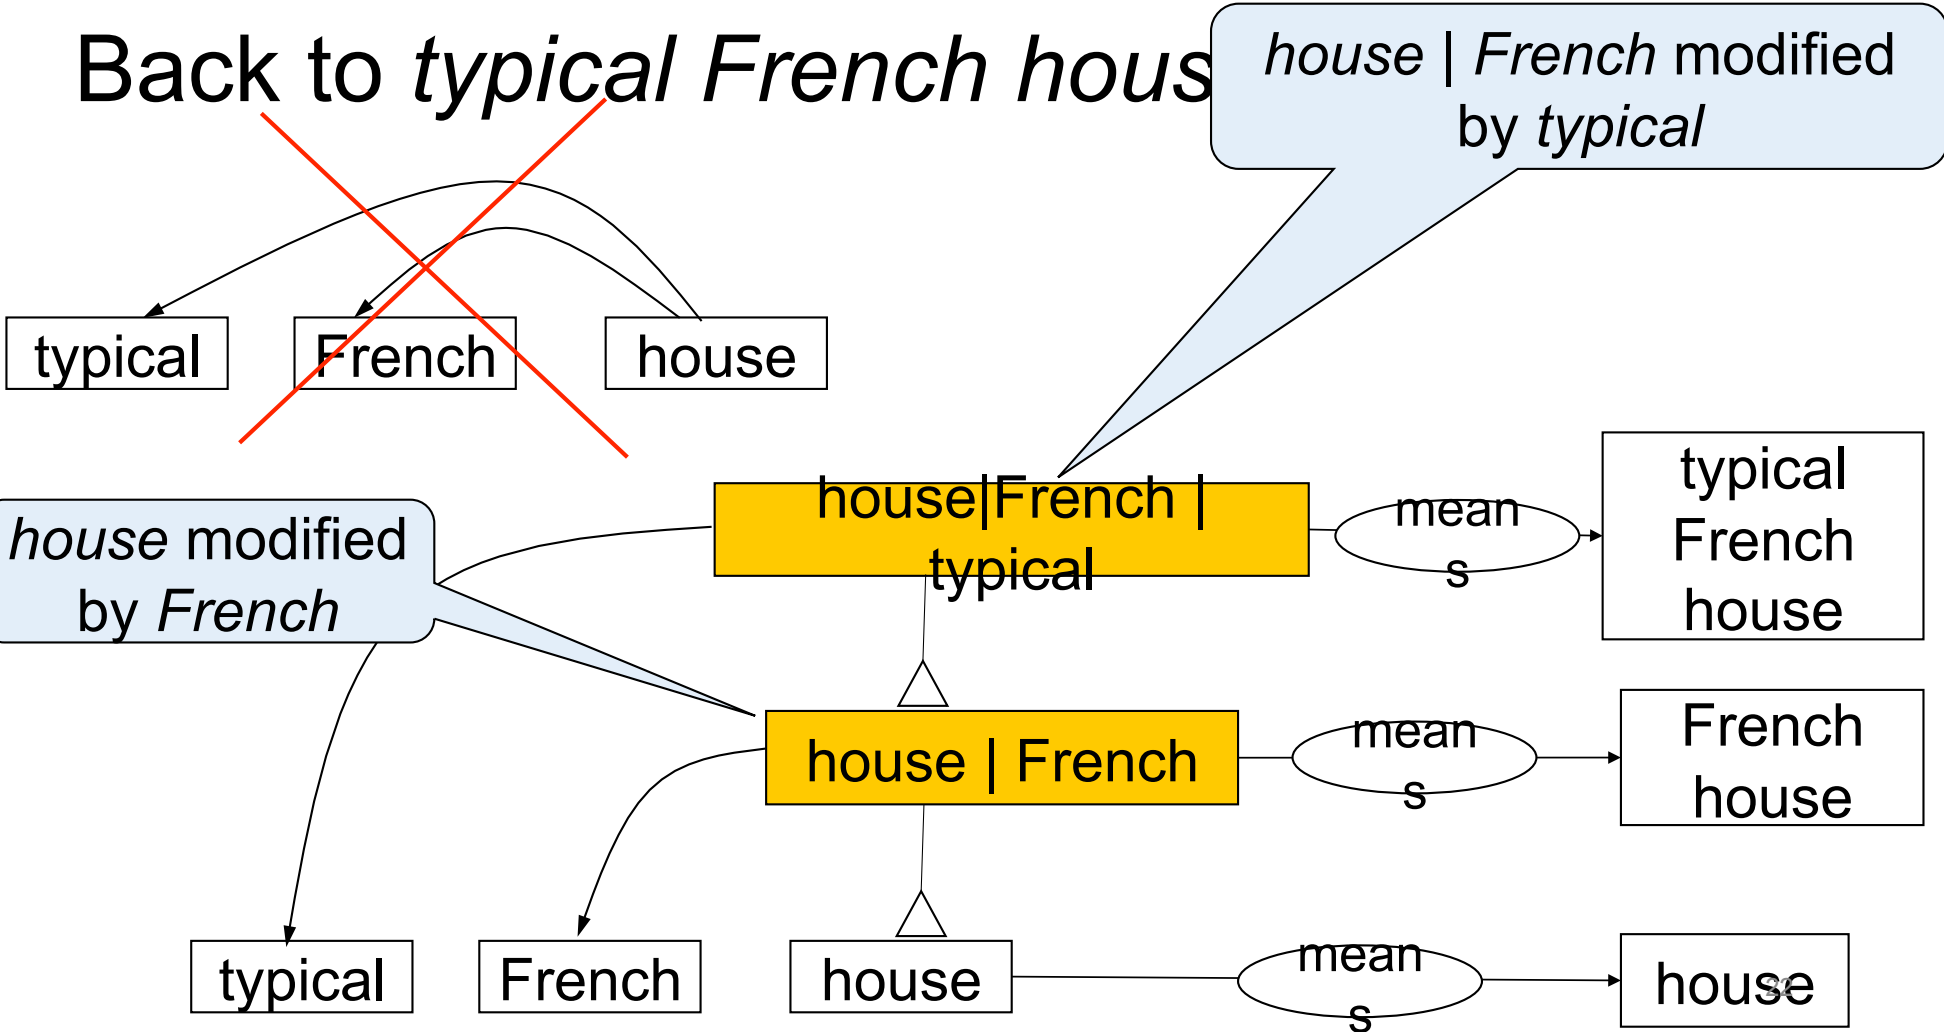 Back to typical French hous
house | French modified
by typical
typical
French
house
house|French |
typical
mean
s
typical
French
house
house modified
by French
house | French
mean
s
French
house
typical
French
house
mean
s
house
22